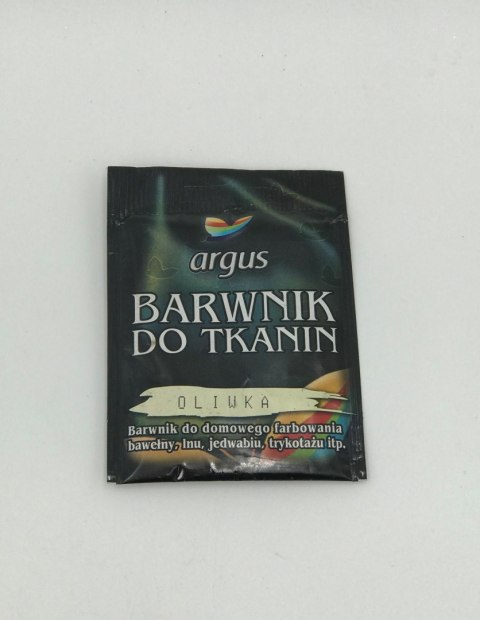 argus
BARWNIK
DO TKANIN
OLIWKA
Barwnik do domowego farbowania
bawełny, lnu, jedwabiu, trykotażu itp.